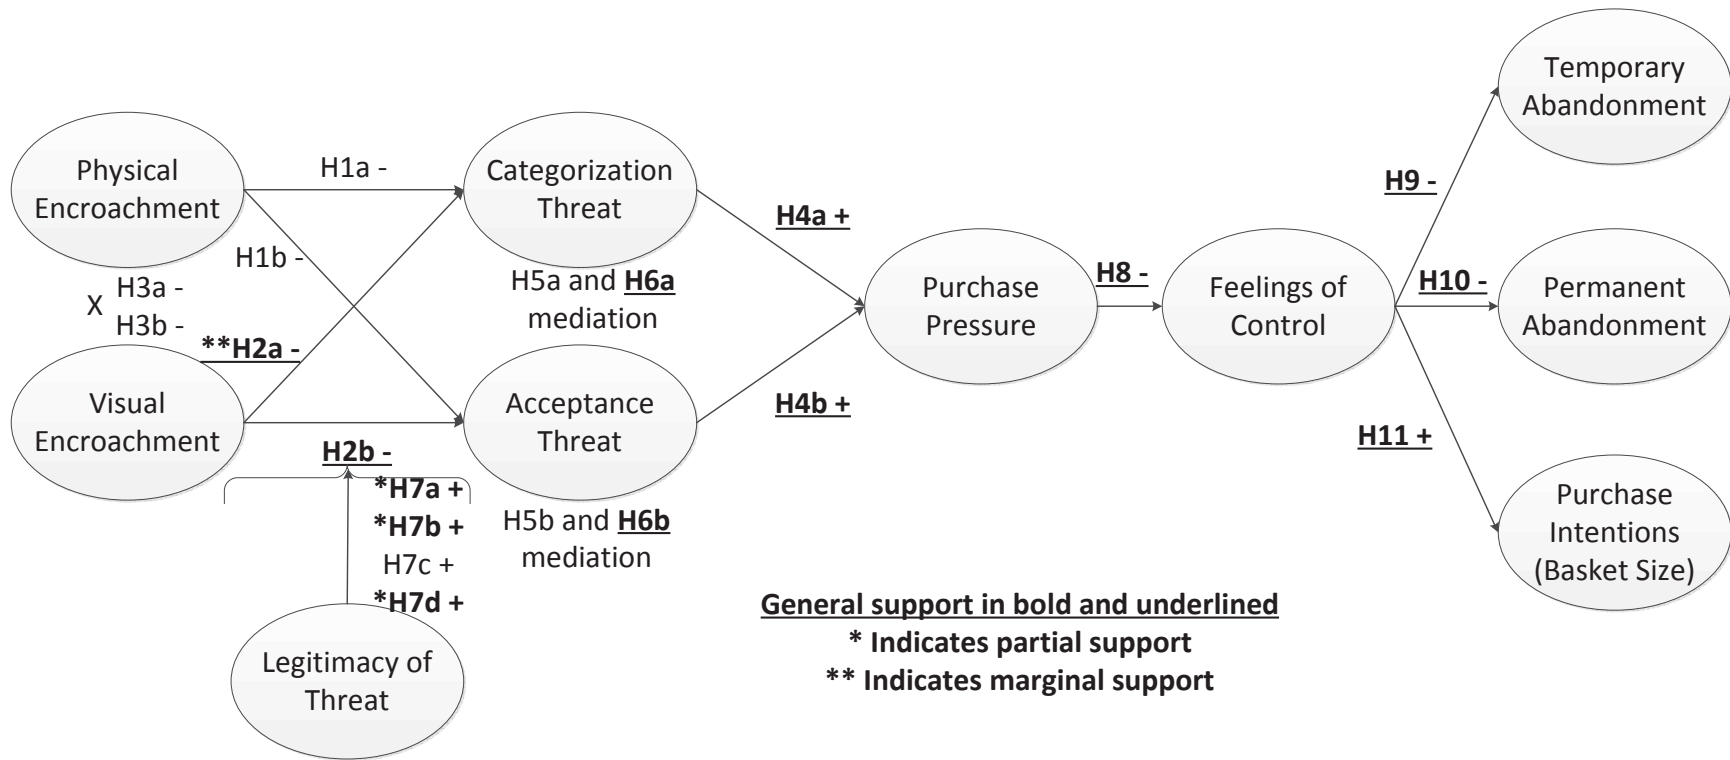 Temporary
Abandonment
Physical
Encroachment
H1a -
Categorization
Threat
H9 -
H4a +
H1b -
H3a -
X
H3b -
H5a and H6a
mediation
Purchase
Pressure
H8 -
Feelings of
Control
H10 -
Permanent
Abandonment
**H2a -
Visual
Encroachment
Acceptance
Threat
H4b +
H2b -
H11 +
*H7a +
*H7b +
H7c +
*H7d +
H5b and H6b
mediation
Purchase
Intentions
(Basket Size)
Legitimacy of
Threat
General support in bold and underlined
* Indicates partial support
** Indicates marginal support